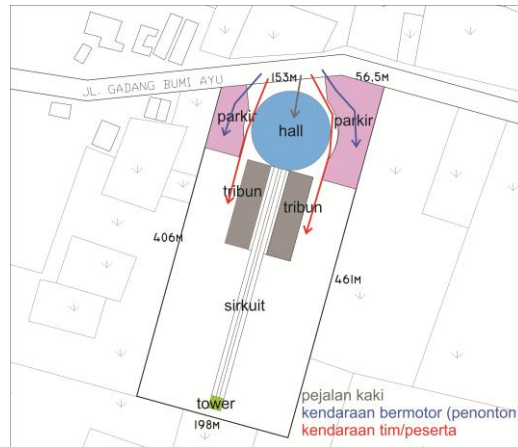 JL. GADANG BUMI AYU
153M
56,5M
parkir
parkir
hall
tribun
tribun
406M
461M
sirkuit
tower
198M
pejalan kaki
kendaraan bermotor (penonton
kendaraan tim/peserta